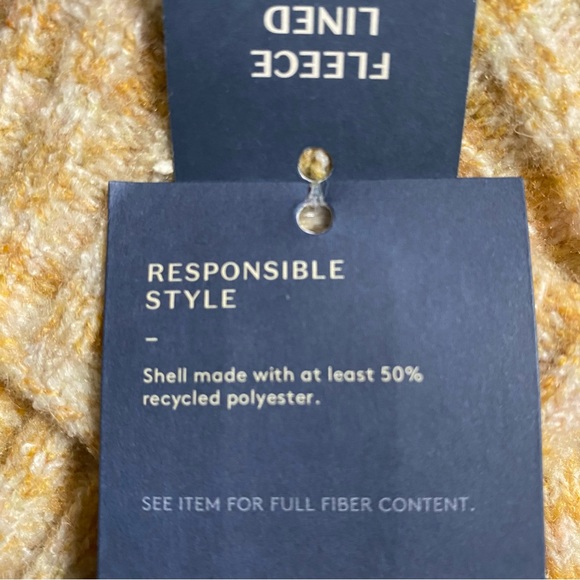 FLEECE
LINED
RESPONSIBLE
STYLE
–
Shell made with at least 50%
recycled polyester.
SEE ITEM FOR FULL FIBER CONTENT.